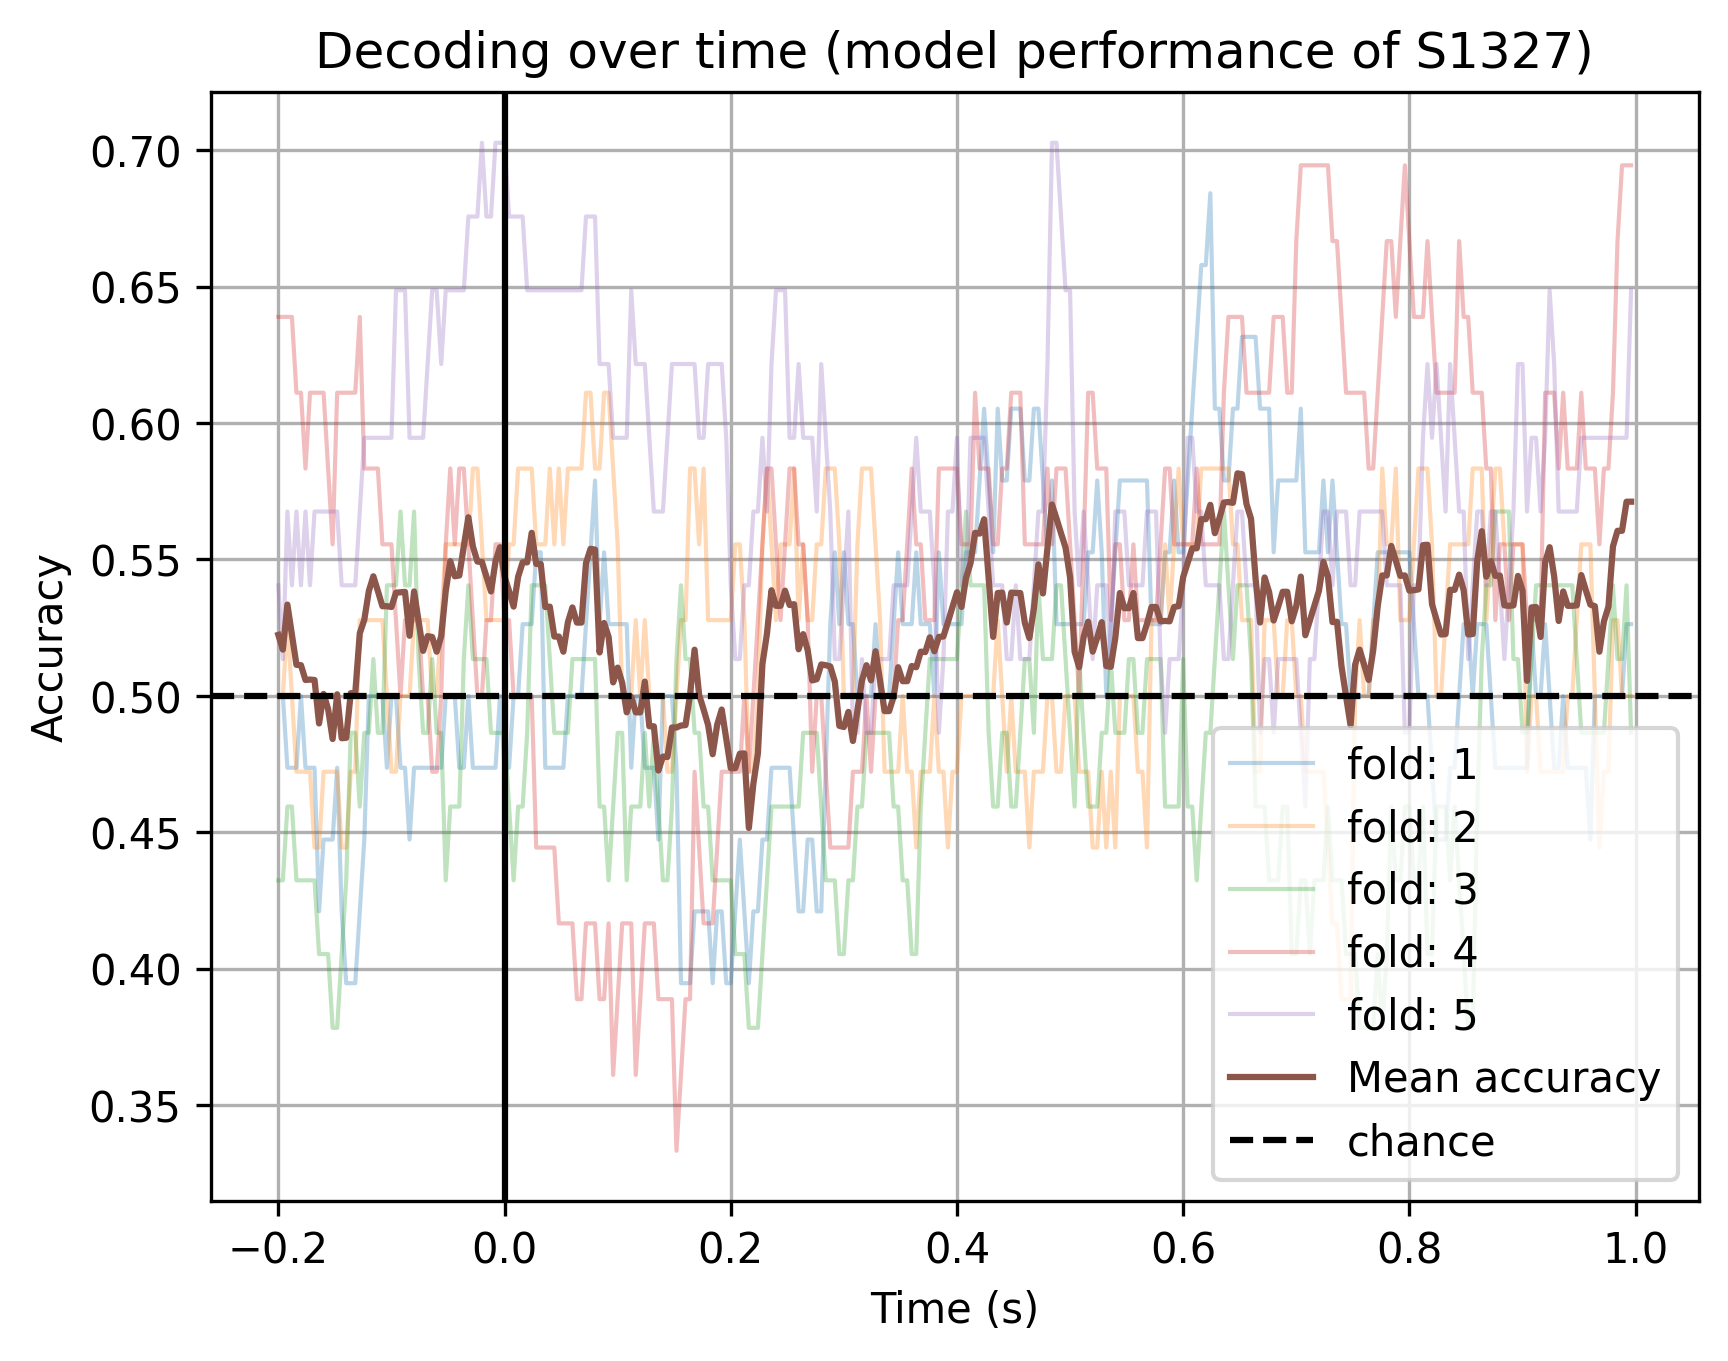 Decoding over time (model performance of S1327)
Accuracy
0.70
0.65
0.60
0.55
0.50
0.45
0.40
0.35
fold: 1
fold: 2
fold: 3
fold: 4
fold: 5
Mean accuracy
chance
−0.2 0.0 0.2 0.4 0.6 0.8 1.0
Time (s)